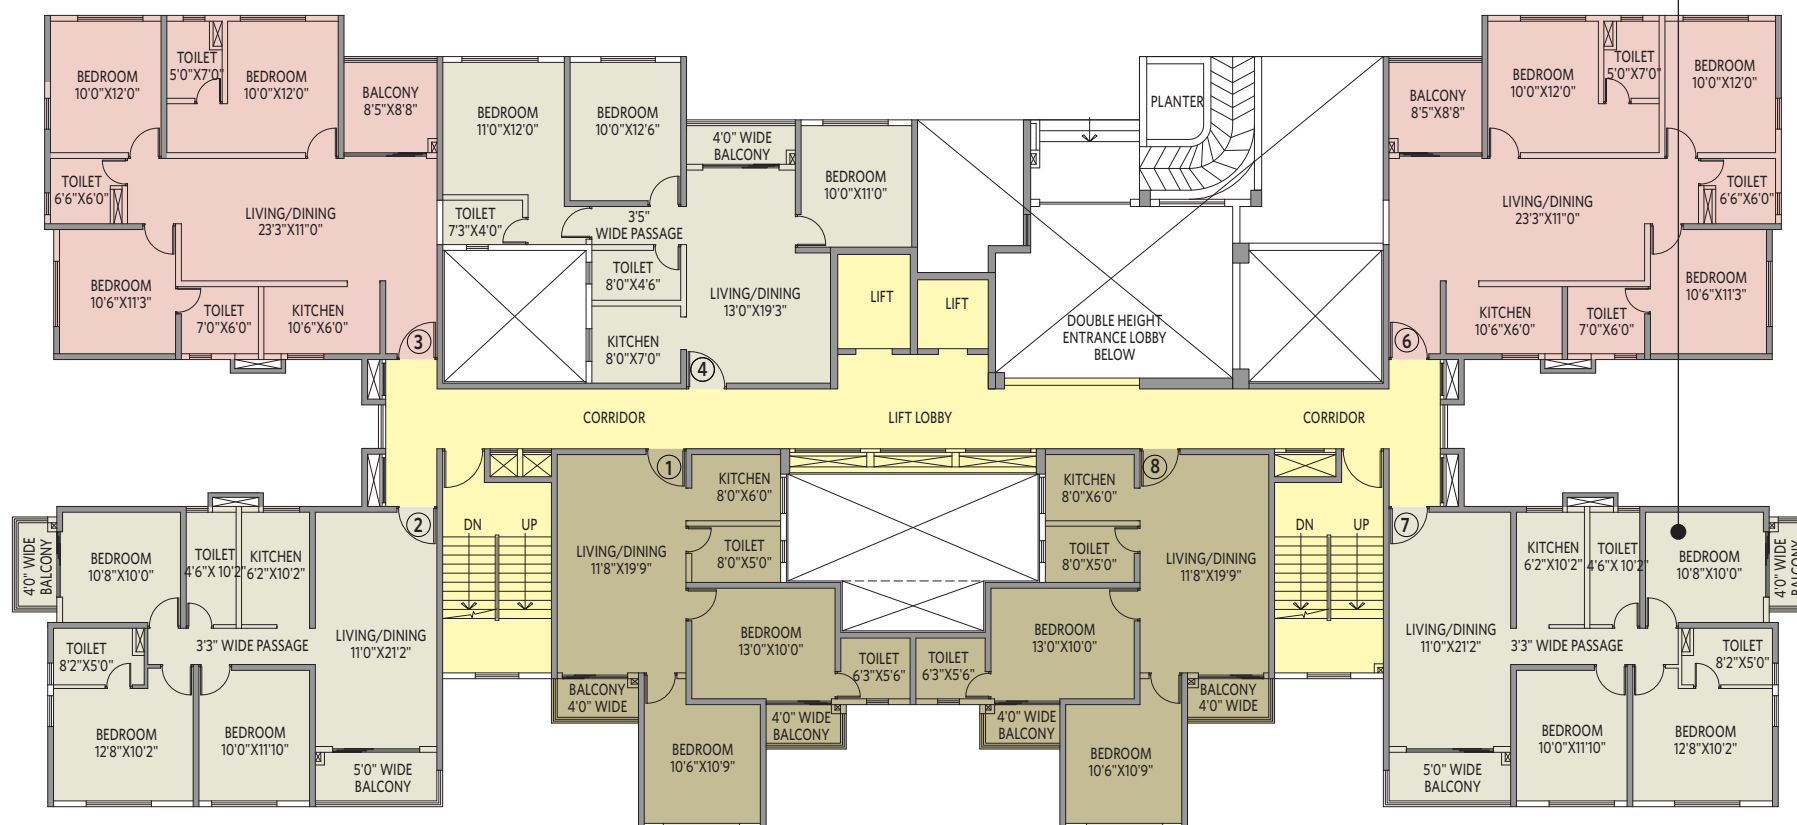 BEDROOM
10'0"X12'0"
TOILET
5'0"X7'0"
BEDROOM
10'0"X12'0"
BALCONY
8'5"X8'8"
TOILET
6'6"X6'0"
LIVING/DINING
23'3"X11"0"
BEDROOM
10'6"X11'3"
TOILET
7'0"X6'0"
KITCHEN
10'6"X6'0"
3
BEDROOM
11'0"X12'0"
BEDROOM
10'0"X12'6"
4'0" WIDE
BALCONY
BEDROOM
10'0"X11'0"
TOILET
7'3"X4'0"
3'5"
WIDE PASSAGE
TOILET
8'0"X4'6"
LIVING/DINING
13'0"X19'3"
KITCHEN
8'0"X7'0"
4
LIFT
LIFT
PLANTER
DOUBLE HEIGHT
ENTRANCE LOBBY
BELOW
BALCONY
8'5"X8'8"
BEDROOM
10'0"X12'0"
TOILET
5'0"X7'0"
BEDROOM
10'0"X12'0"
TOILET
6'6"X6'0"
LIVING/DINING
23'3"X11'0"
BEDROOM
10'6"X11'3"
KITCHEN
10'6"X6'0"
TOILET
7'0"X6'0"
6
CORRIDOR
LIFT LOBBY
CORRIDOR
2
4'0" WIDE
BALCONY
BEDROOM
10'8"X10'0"
TOILET
4'6"X 10'2"
KITCHEN
6'2"X10'2"
TOILET
8'2"X5'0"
3'3" WIDE PASSAGE
LIVING/DINING
11'0"X21'2"
BEDROOM
12'8"X10'2"
BEDROOM
10'0"X11'10"
5'0" WIDE
BALCONY
DN
UP
1
KITCHEN
8'0"X6'0"
LIVING/DINING
11'8"X19'9"
TOILET
8'0"X5'0"
BEDROOM
13'0"X10'0"
TOILET
6'3"X5'6"
BALCONY
4'0" WIDE
4'0" WIDE
BALCONY
BEDROOM
10'6"X10'9"
8
KITCHEN
8'0"X6'0"
TOILET
8'0"X5'0"
LIVING/DINING
11'8"X19'9"
BEDROOM
13'0"X10'0"
TOILET
6'3"X5'6"
4'0" WIDE
BALCONY
BALCONY
4'0" WIDE
BEDROOM
10'6"X10'9"
DN
UP
7
KITCHEN
6'2"X10'2"
TOILET
4'6"X 10'2"
BEDROOM
10'8"X10'0"
4'0" WIDE
BALCONY
LIVING/DINING
11'0"X21'2"
3'3" WIDE PASSAGE
TOILET
8'2"X5'0"
BEDROOM
10'0"X11'10"
BEDROOM
12'8"X10'2"
5'0" WIDE
BALCONY